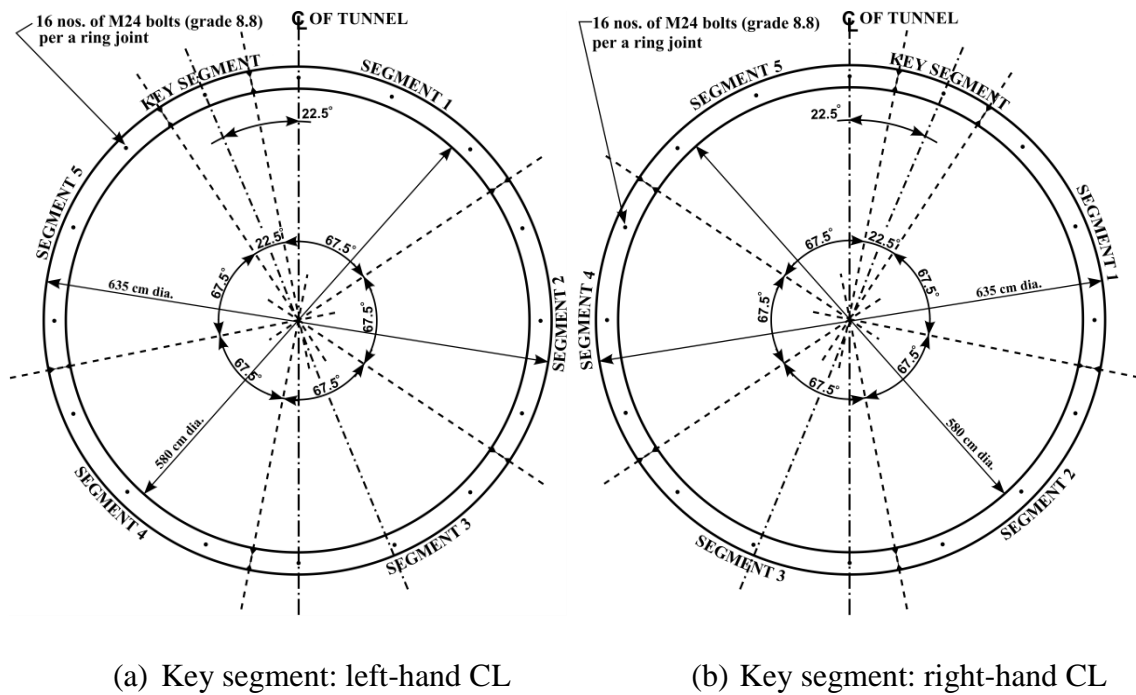 16 nos. of M24 bolts (grade 8.8)
per a ring joint
CL OF TUNNEL
KEY SEGMENT
SEGMENT 1
22.5°
SEGMENT 5
22.5°
67.5°
67.5°
67.5°
635 cm dia.
SEGMENT 2
67.5°
67.5°
580 cm dia.
SEGMENT 4
SEGMENT 3
(a) Key segment: left-hand CL
16 nos. of M24 bolts (grade 8.8)
per a ring joint
CL OF TUNNEL
SEGMENT 5
KEY SEGMENT
22.5°
SEGMENT 1
67.5°
22.5°
67.5°
67.5°
635 cm dia.
SEGMENT 4
67.5°
67.5°
580 cm dia.
SEGMENT 2
SEGMENT 3
(b) Key segment: right-hand CL